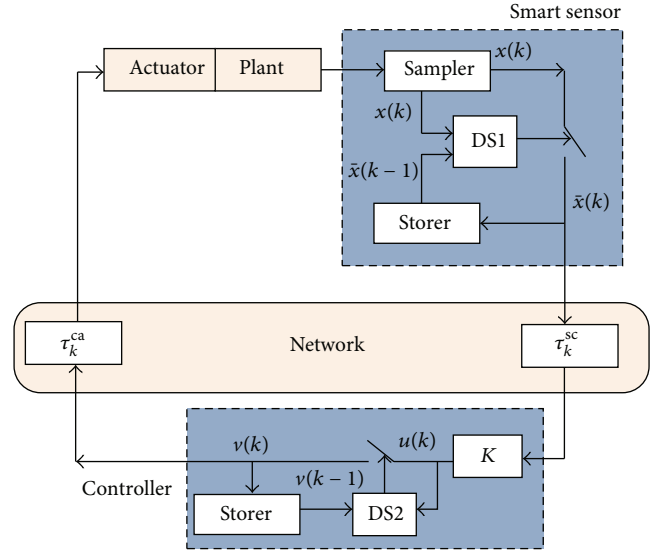 Smart sensor
Actuator
Plant
Sampler
x(k)
x(k)
DS1
x̄(k − 1)
x̄(k)
Storer
τ_k^ca
Network
τ_k^sc
v(k)
u(k)
K
Controller
v(k − 1)
Storer
DS2